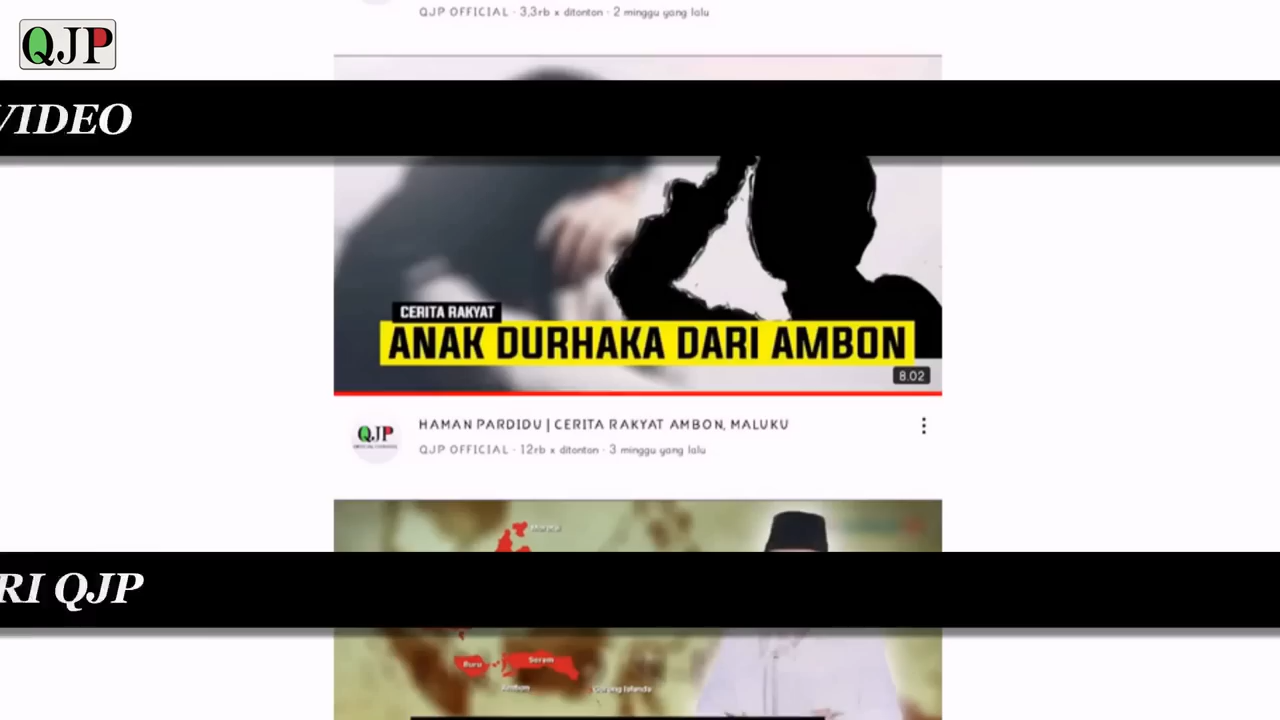 QJP OFFICIAL · 3,3rb x ditonton · 2 minggu yang lalu
QJP
VIDEO
CERITA RAKYAT
ANAK DURHAKA DARI AMBON
8.02
QJP
HAMAN PARDIDU | CERITA RAKYAT AMBON, MALUKU
QJP OFFICIAL · 12rb x ditonton · 3 minggu yang lalu
RI QJP
Buru
Seram
Ambon